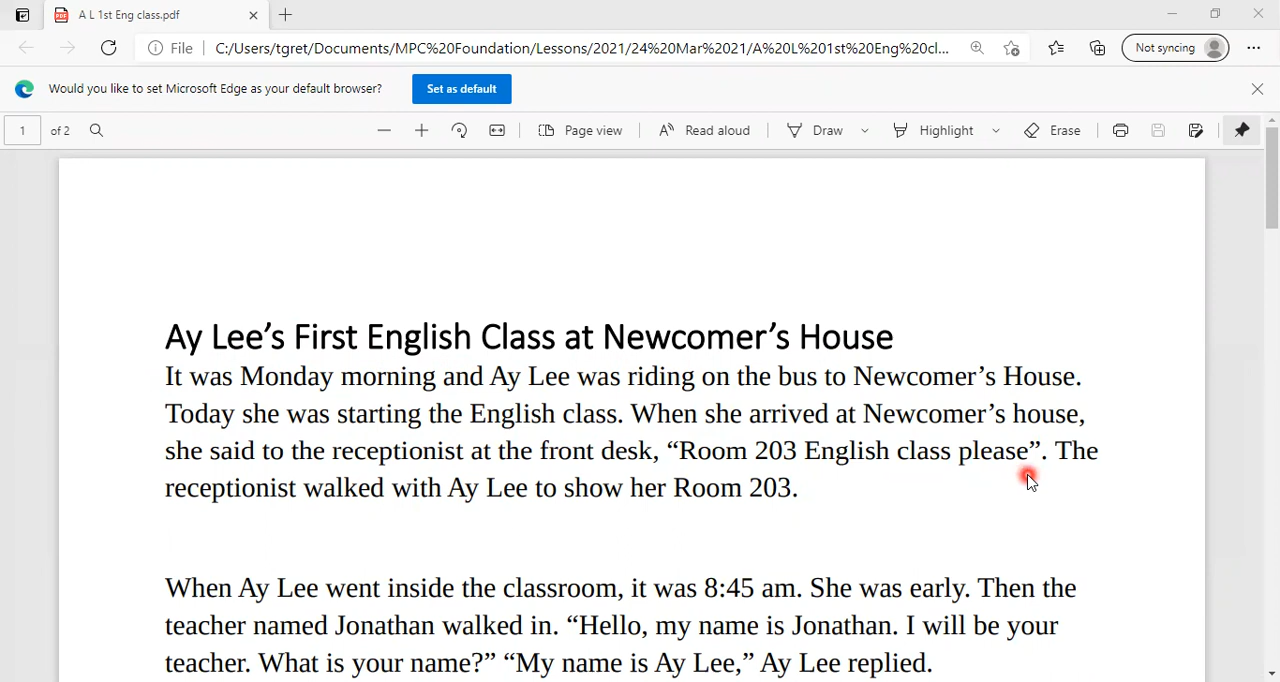 A L 1st Eng class.pdf
File C:/Users/tgret/Documents/MPC%20Foundation/Lessons/2021/24%20Mar%2021/A%20L%201st%20Eng%20cl... Not syncing
Would you like to set Microsoft Edge as your default browser? Set as default
1 of 2 Page view Read aloud Draw Highlight Erase
Ay Lee’s First English Class at Newcomer’s House
It was Monday morning and Ay Lee was riding on the bus to Newcomer’s House.
Today she was starting the English class. When she arrived at Newcomer’s house,
she said to the receptionist at the front desk, “Room 203 English class please”. The
receptionist walked with Ay Lee to show her Room 203.
When Ay Lee went inside the classroom, it was 8:45 am. She was early. Then the
teacher named Jonathan walked in. “Hello, my name is Jonathan. I will be your
teacher. What is your name?” “My name is Ay Lee,” Ay Lee replied.